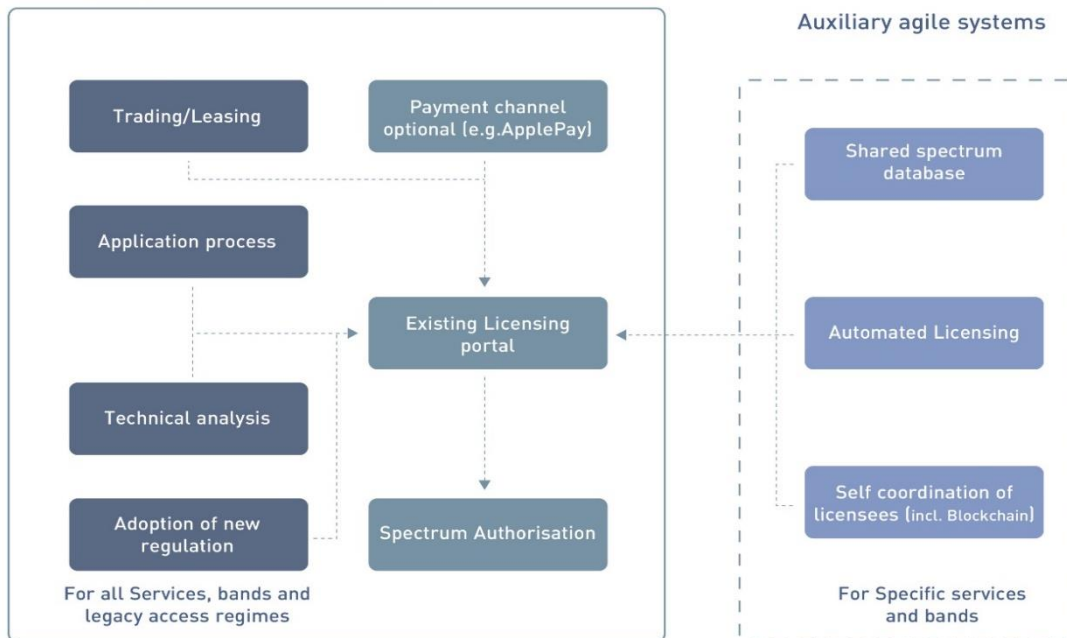 Auxiliary agile systems
Trading/Leasing
Payment channel
optional (e.g.ApplePay)
Shared spectrum
database
Application process
Existing Licensing
portal
Automated Licensing
Technical analysis
Adoption of new
regulation
Spectrum Authorisation
Self coordination of
licensees (incl. Blockchain)
For all Services, bands and
legacy access regimes
For Specific services
and bands